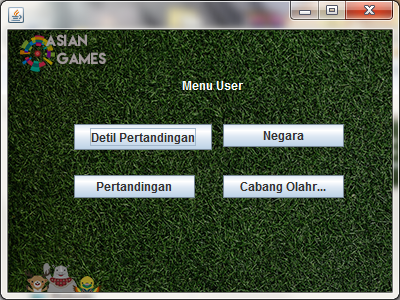 ASIAN
GAMES
Menu User
Detil Pertandingan
Negara
Pertandingan
Cabang Olahr...